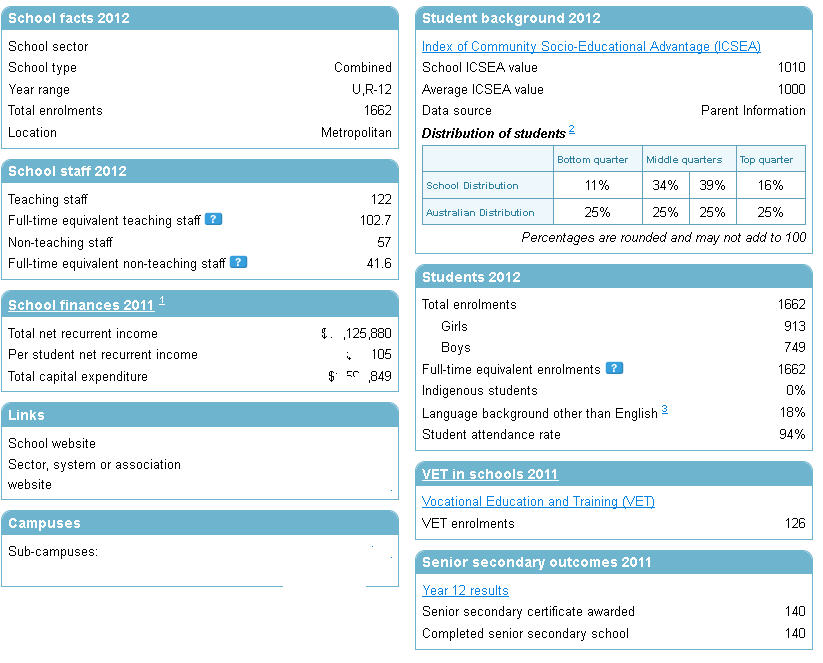 School facts 2012
School sector
School type Combined
Year range U,R-12
Total enrolments 1662
Location Metropolitan
School staff 2012
Teaching staff 122
Full-time equivalent teaching staff ? 102.7
Non-teaching staff 57
Full-time equivalent non-teaching staff ? 41.6
School finances 2011 1
Total net recurrent income $ ,125,880
Per student net recurrent income 105
Total capital expenditure $ ,849
Links
School website
Sector, system or association
website
Campuses
Sub-campuses:
Student background 2012
Index of Community Socio-Educational Advantage (ICSEA)
School ICSEA value 1010
Average ICSEA value 1000
Data source Parent Information
Distribution of students 2
Bottom quarter Middle quarters Top quarter
School Distribution 11% 34% 39% 16%
Australian Distribution 25% 25% 25% 25%
Percentages are rounded and may not add to 100
Students 2012
Total enrolments 1662
Girls 913
Boys 749
Full-time equivalent enrolments ? 1662
Indigenous students 0%
Language background other than English 3 18%
Student attendance rate 94%
VET in schools 2011
Vocational Education and Training (VET)
VET enrolments 126
Senior secondary outcomes 2011
Year 12 results
Senior secondary certificate awarded 140
Completed senior secondary school 140